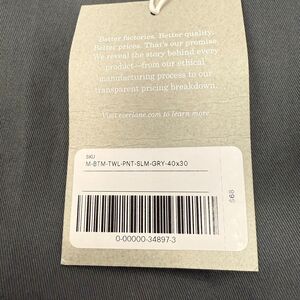 Better factories. Better quality.
Better prices. That's our promise.
We reveal the story behind every
product—from our ethical
manufacturing process to our
transparent pricing breakdown.
Visit everlane.com to learn more
SKU
M-BTM-TWL-PNT-SLM-GRY-40x30
$68
0-00000-34897-3